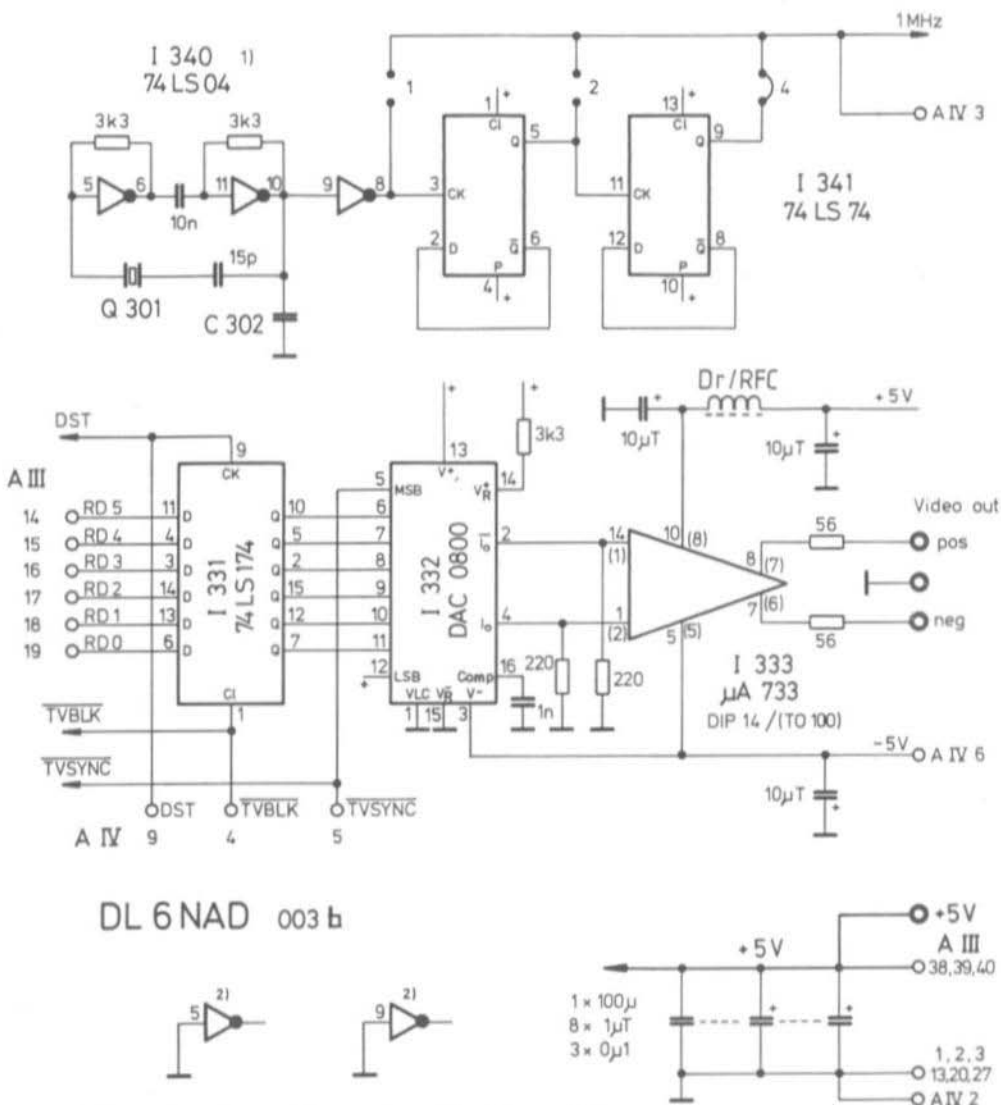 1MHz
I 340 1)
74 LS 04
3k3
3k3
1
2
4
A IV 3
5
6
11
10
9
8
10n
15p
Q 301
C 302
1 +
Cl
Q 5
3 CK
2 D
Q̅ 6
P
4 +
13 +
Cl
Q 9
11 CK
12 D
Q̅ 8
P
10 +
I 341
74 LS 74
Dr/RFC
+5V
10µT +
10µT +
DST
9
CK
A III
14 RD 5 11 D Q 10
15 RD 4 4 D Q 5
16 RD 3 3 D Q 2
17 RD 2 14 D Q 15
18 RD 1 13 D Q 12
19 RD 0 6 D Q 7
I 331
74 LS 174
Cl
1
+
13
V+
+
3k3
5 MSB
6
7
8
9
10
11
12 LSB
+
14 VR+
2 I̅o
4 Io
16 Comp
I 332
DAC 0800
VLC VR̅ V-
1 15 3
1n
220
220
14
(1)
1
(2)
10 (8)
8 (7)
7 (6)
5 (5)
56
56
Video out
pos
neg
I 333
µA 733
DIP 14 /(TO 100)
-5V A IV 6
10µT +
T̅V̅B̅L̅K̅
T̅V̅S̅Y̅N̅C̅
DST T̅V̅B̅L̅K̅ T̅V̅S̅Y̅N̅C̅
A IV 9 4 5
DL 6 NAD 003 b
2)
5
2)
9
+5V
A III
38,39,40
+5V
1 × 100µ
8 × 1µT
3 × 0µ1
+ +
1, 2, 3
13,20,27
A IV 2